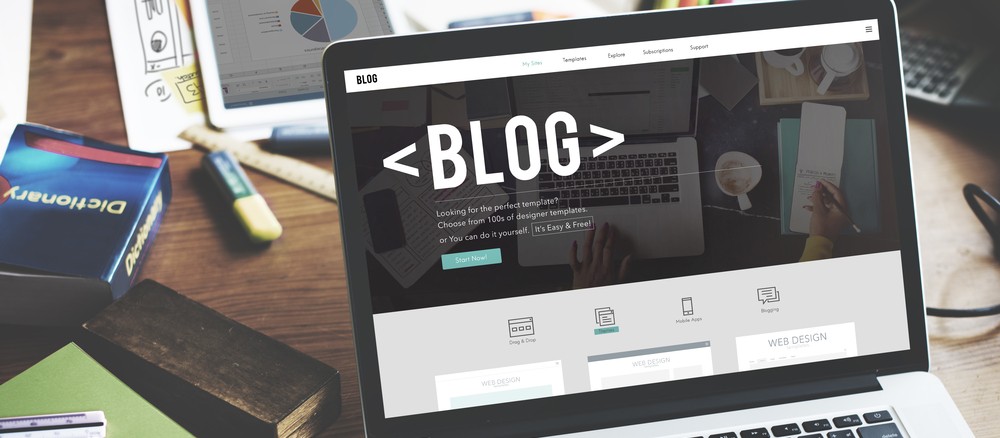 BLOG
My Sites Templates Explore Subscriptions Support
<BLOG>
Looking for the perfect template?
Choose from 100s of designer templates.
or You can do it yourself. It's Easy & Free!
Start Now!
Drag & Drop
Mobile Apps
Blogging
WEB DESIGN
WEB DESIGN
WEB DESIGN
Dictionary
Dictionary